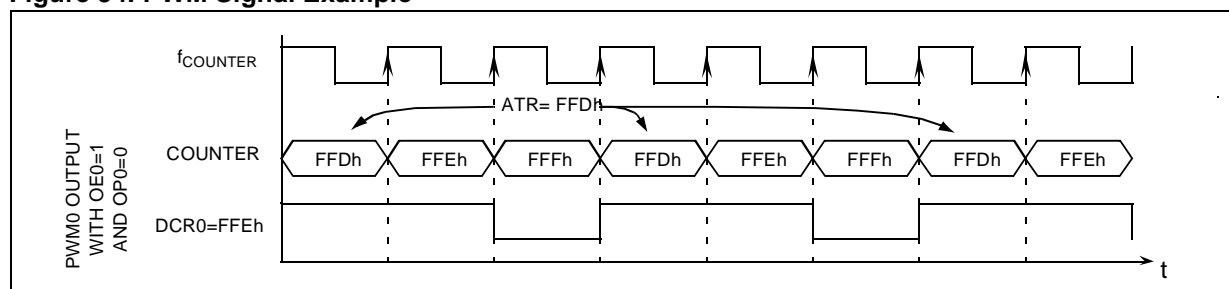 Figure 34. PWM Signal Example
fCOUNTER
ATR= FFDh
COUNTER
FFDh FFEh FFFh FFDh FFEh FFFh FFDh FFEh
DCR0=FFEh
PWM0 OUTPUT
WITH OE0=1
AND OP0=0
t